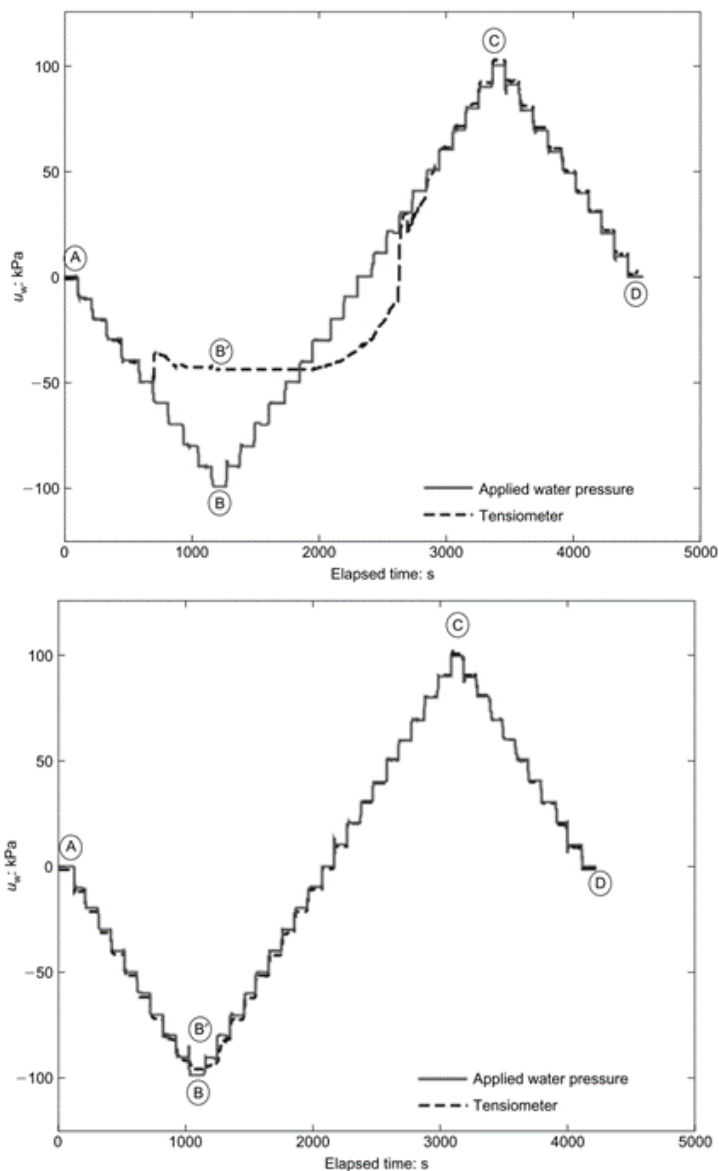 C
100
50
A
0
D
B′
−50
−100
B
u_w: kPa
Applied water pressure
Tensiometer
0 1000 2000 3000 4000 5000
Elapsed time: s
C
100
50
A
0
D
B′
−50
−100
B
u_w: kPa
Applied water pressure
Tensiometer
0 1000 2000 3000 4000 5000
Elapsed time: s